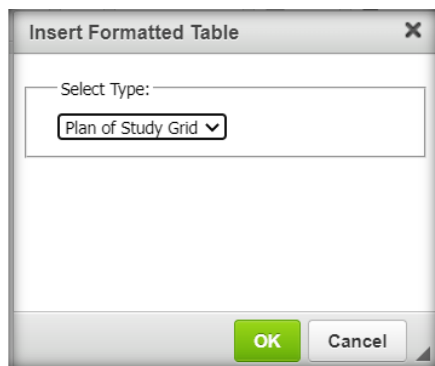 Insert Formatted Table
Select Type:
Plan of Study Grid
OK Cancel